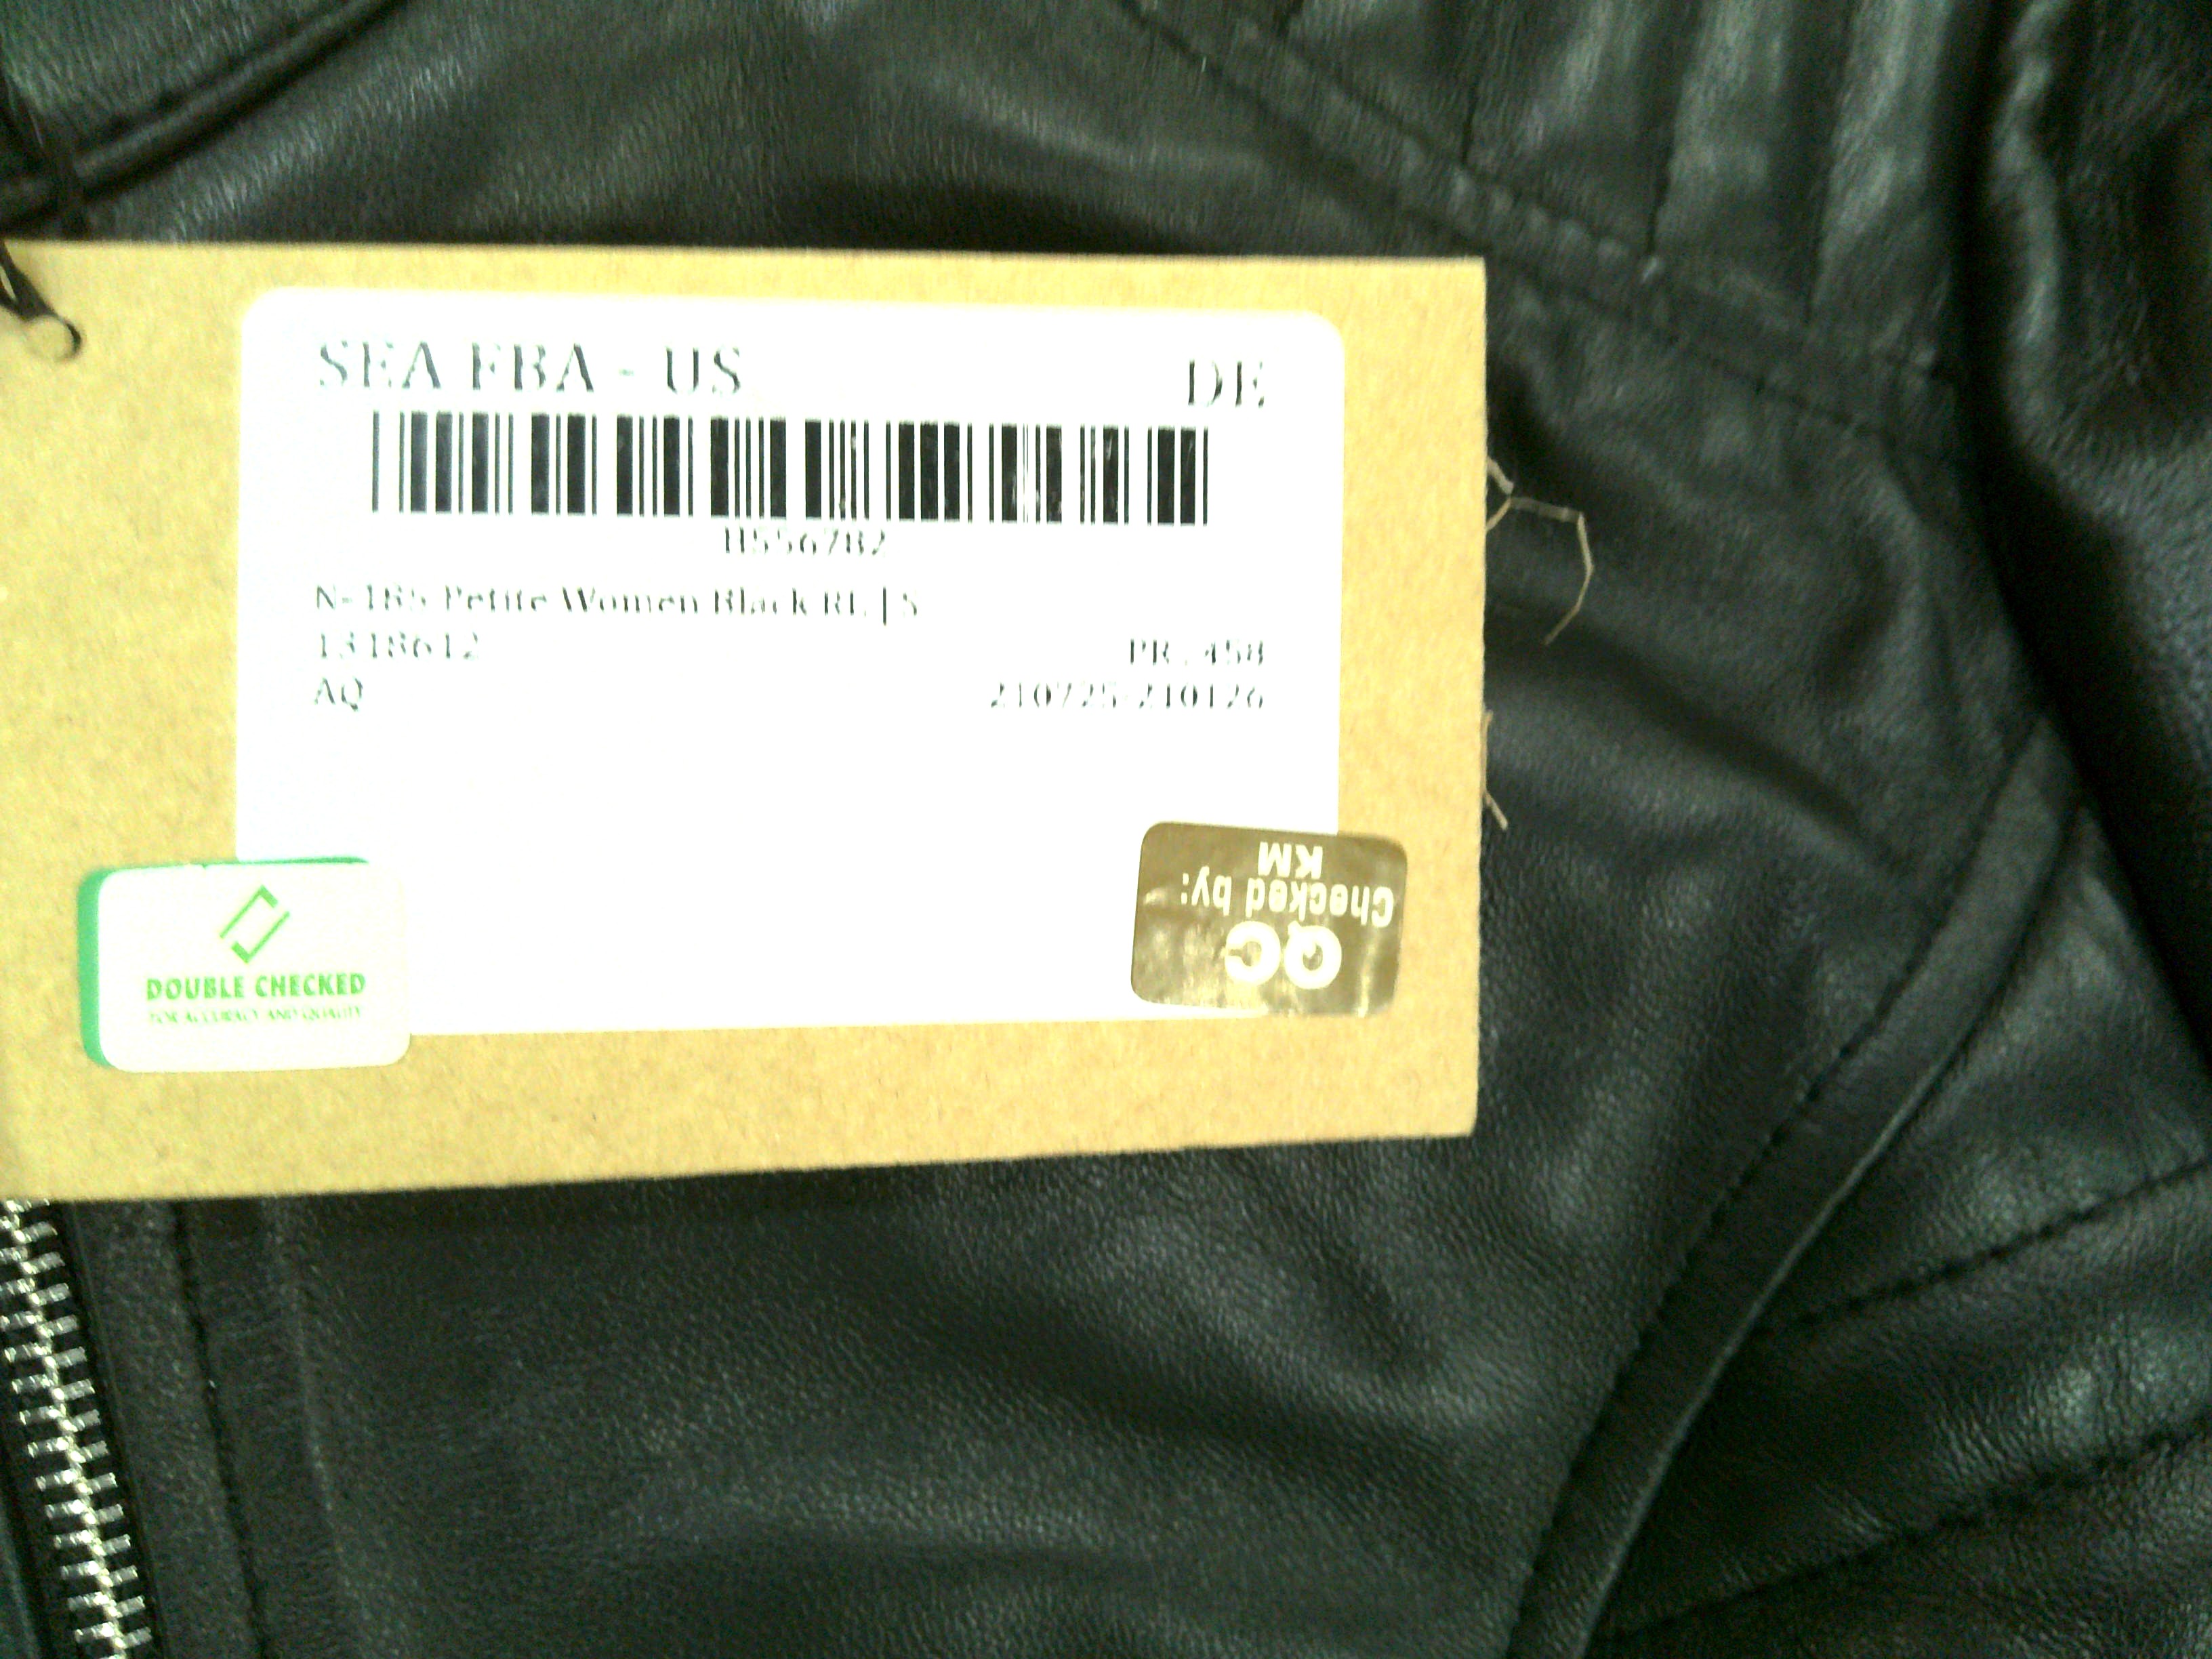 SEA FBA - US
DE
H556782
N-185 Petite Women Black RL | S
1318612
PR. 458
AQ
210725-210126
DOUBLE CHECKED
FOR ACCURACY AND QUALITY
QC
Checked by:
KM